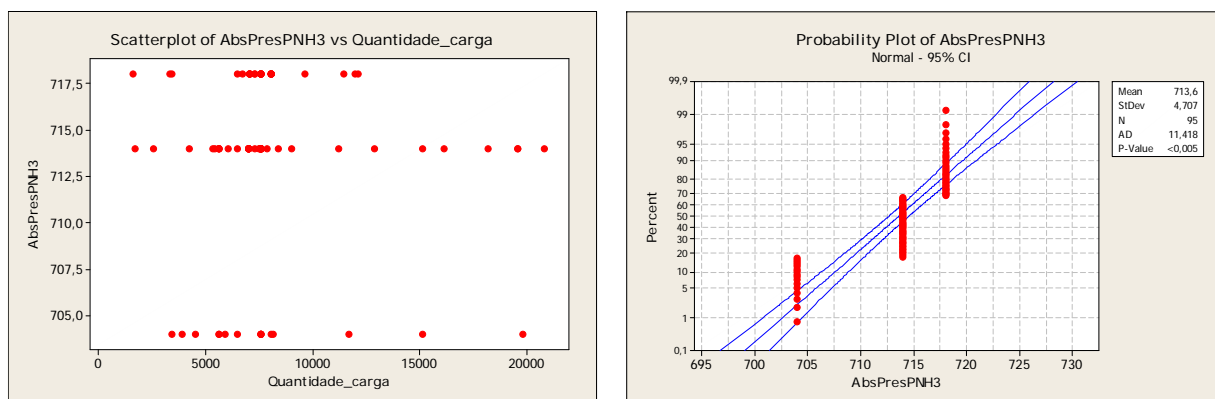 Scatterplot of AbsPresPNH3 vs Quantidade_carga
AbsPresPNH3
717,5
715,0
712,5
710,0
707,5
705,0
0 5000 10000 15000 20000
Quantidade_carga
Probability Plot of AbsPresPNH3
Normal - 95% CI
Percent
99,9
99
95
90
80
70
60
50
40
30
20
10
5
1
0,1
695 700 705 710 715 720 725 730
AbsPresPNH3
Mean 713,6
StDev 4,707
N 95
AD 11,418
P-Value <0,005